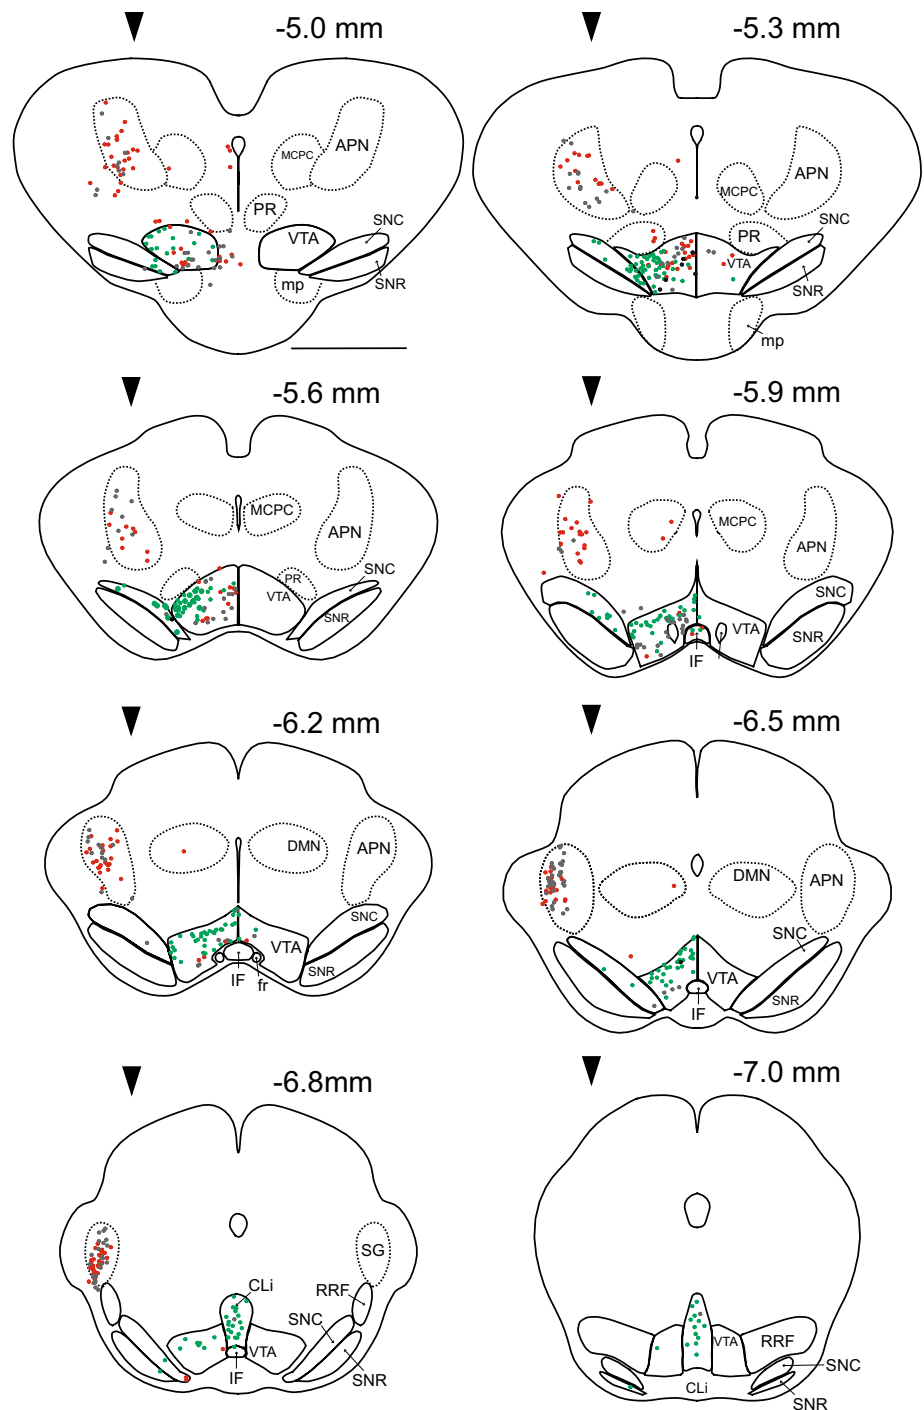 -5.0 mm
MCPC
APN
PR
SNC
VTA
SNR
mp
-5.3 mm
APN
MCPC
SNC
PR
VTA
SNR
mp
-5.6 mm
MCPC
APN
SNC
PR
VTA
SNR
-5.9 mm
MCPC
APN
SNC
VTA
SNR
IF
-6.2 mm
DMN
APN
SNC
VTA
SNR
IF
fr
-6.5 mm
DMN
APN
SNC
VTA
SNR
IF
-6.8mm
SG
CLi
RRF
SNC
VTA
IF
SNR
-7.0 mm
VTA
RRF
SNC
CLi
SNR